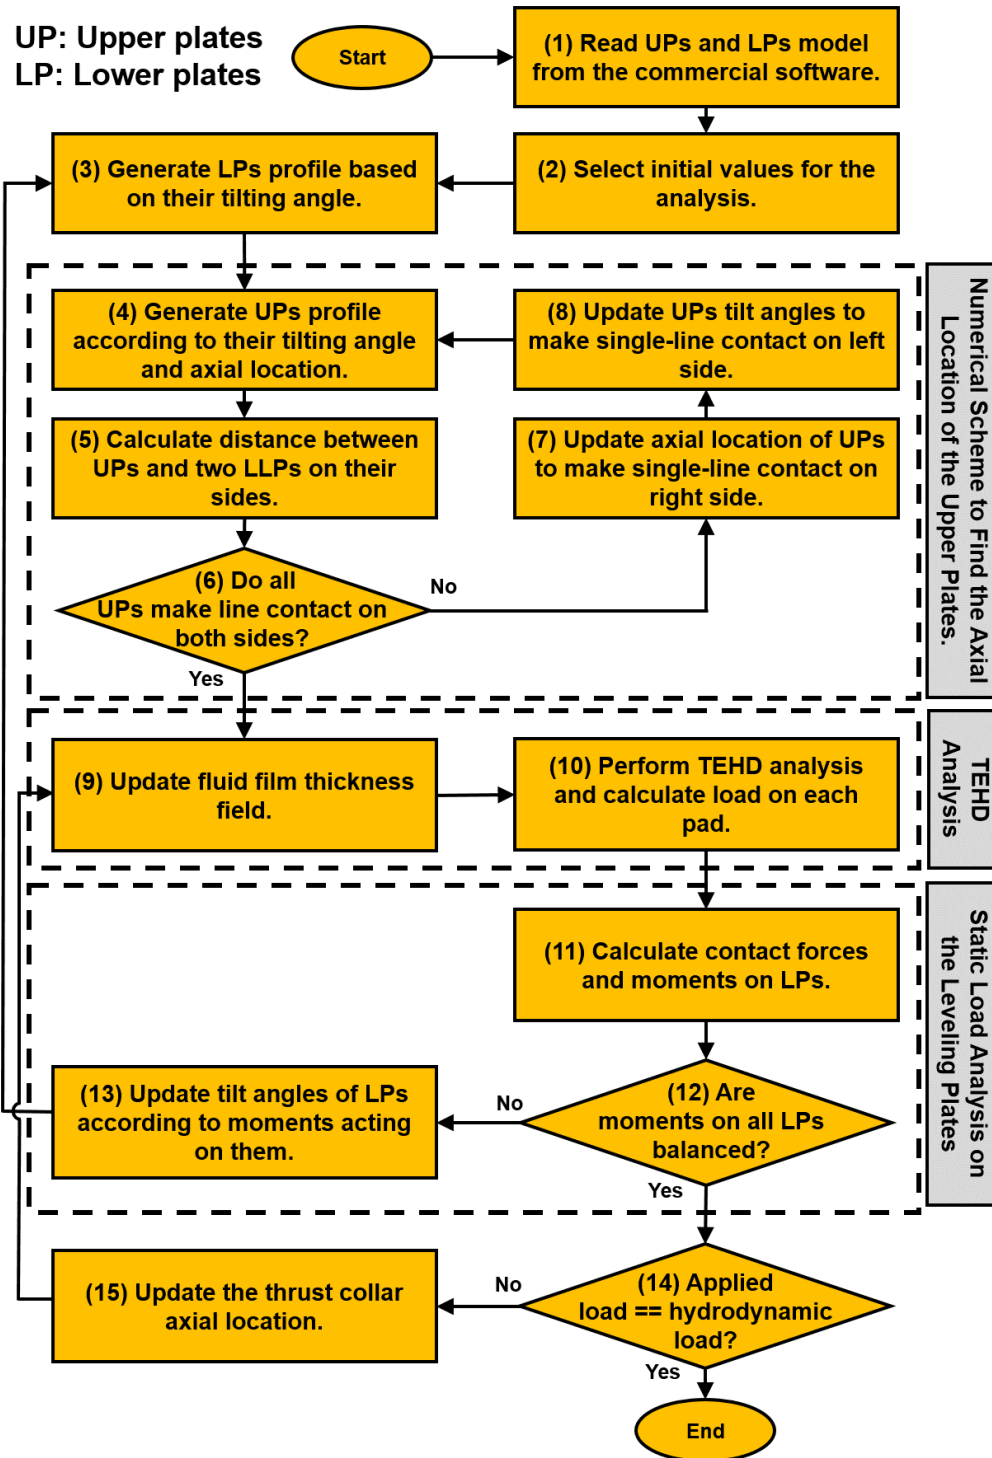 UP: Upper plates
LP: Lower plates
Start
(1) Read UPs and LPs model
from the commercial software.
(3) Generate LPs profile based
on their tilting angle.
(2) Select initial values for the
analysis.
(4) Generate UPs profile
according to their tilting angle
and axial location.
(8) Update UPs tilt angles to
make single-line contact on left
side.
(5) Calculate distance between
UPs and two LLPs on their
sides.
(7) Update axial location of UPs
to make single-line contact on
right side.
(6) Do all
UPs make line contact on
both sides?
No
Yes
Numerical Scheme to Find the Axial
Location of the Upper Plates.
(9) Update fluid film thickness
field.
(10) Perform TEHD analysis
and calculate load on each
pad.
TEHD
Analysis
(11) Calculate contact forces
and moments on LPs.
(13) Update tilt angles of LPs
according to moments acting
on them.
No
(12) Are
moments on all LPs
balanced?
Yes
Static Load Analysis on
the Leveling Plates
(15) Update the thrust collar
axial location.
No
(14) Applied
load == hydrodynamic
load?
Yes
End